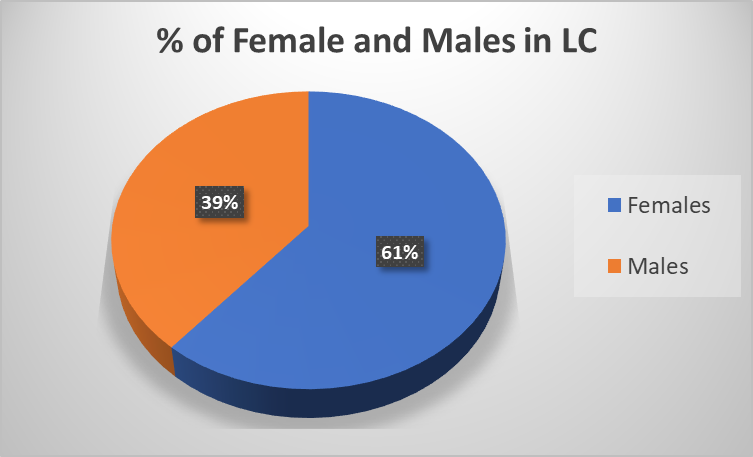 % of Female and Males in LC
39%
61%
Females
Males